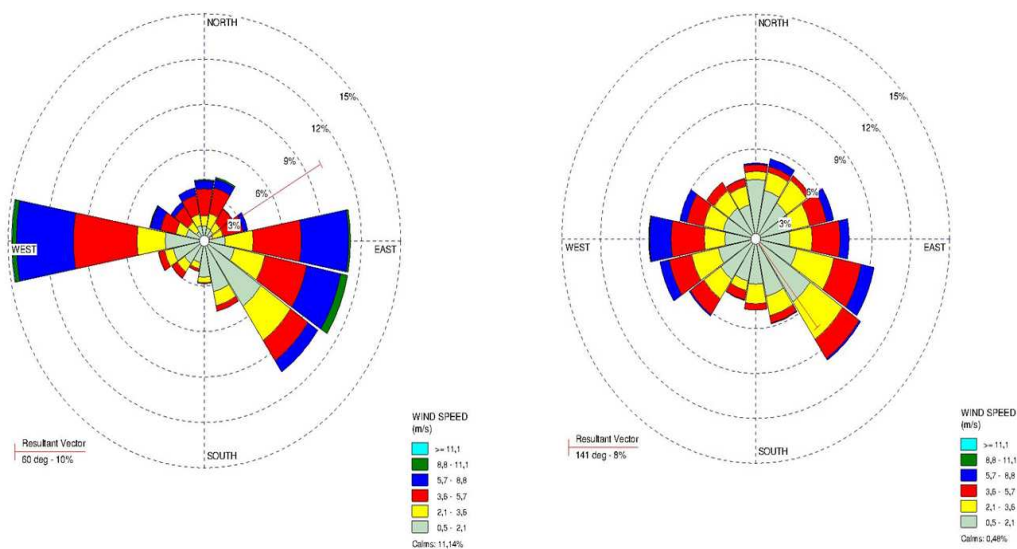 NORTH
15%
12%
9%
6%
3%
WEST
EAST
SOUTH
WIND SPEED
(m/s)
>= 11,1
8,8 - 11,1
5,7 - 8,8
3,6 - 5,7
2,1 - 3,6
0,5 - 2,1
Calms: 11,14%
Resultant Vector
60 deg - 10%
NORTH
15%
12%
9%
6%
3%
WEST
EAST
SOUTH
WIND SPEED
(m/s)
>= 11,1
8,8 - 11,1
5,7 - 8,8
3,6 - 5,7
2,1 - 3,6
0,5 - 2,1
Calms: 0,48%
Resultant Vector
141 deg - 8%